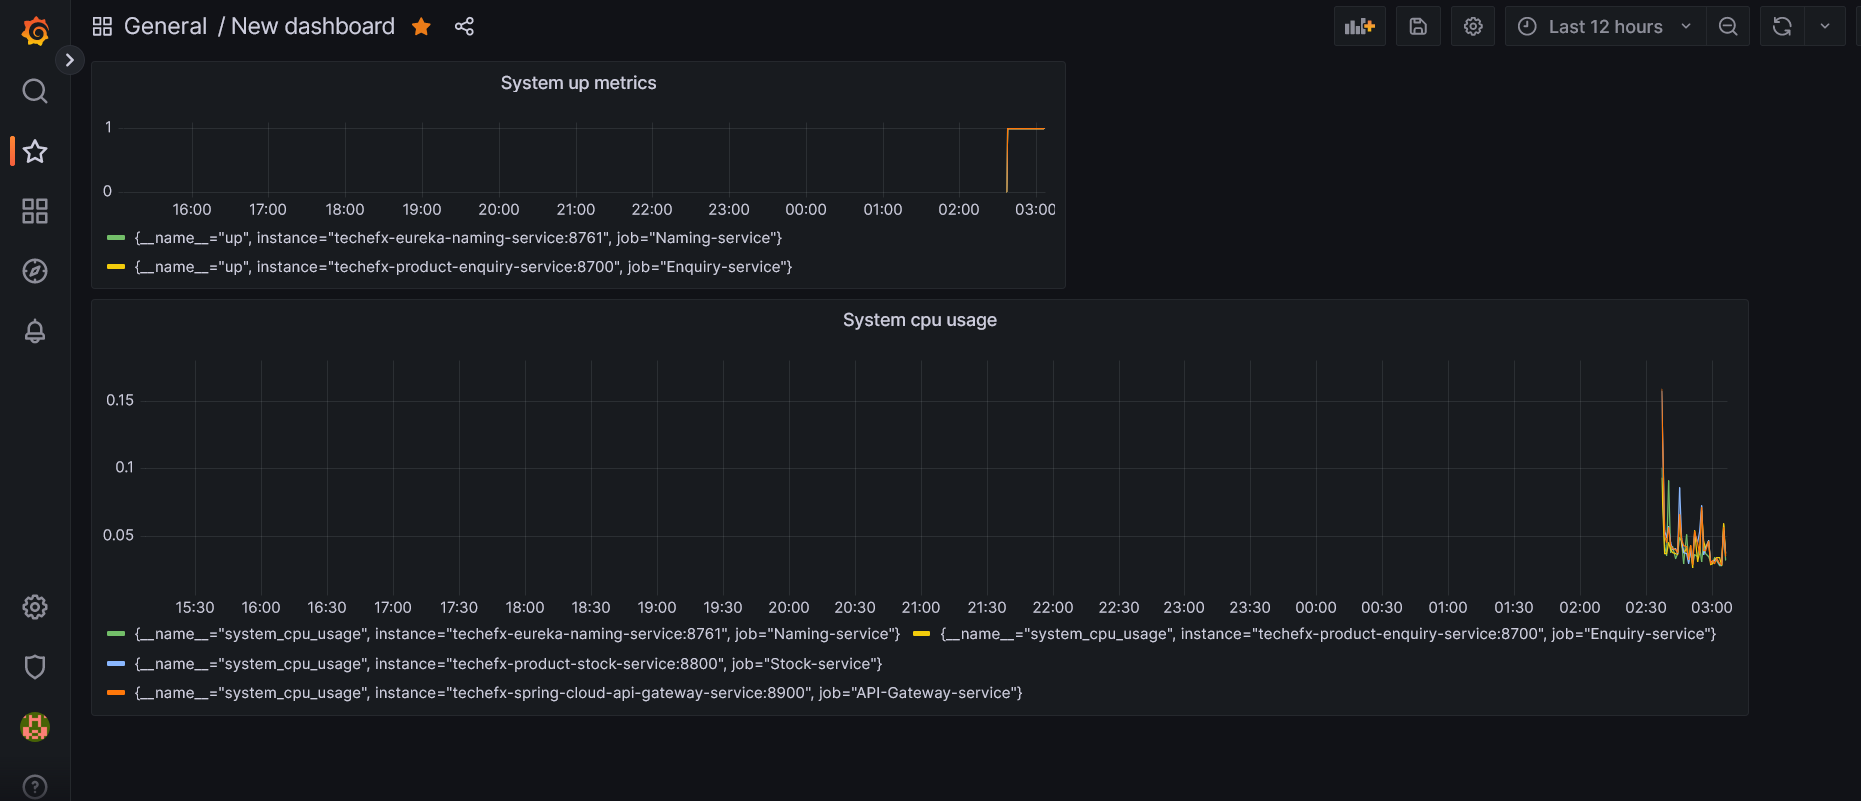 General / New dashboard
Last 12 hours
System up metrics
1
0
16:00 17:00 18:00 19:00 20:00 21:00 22:00 23:00 00:00 01:00 02:00 03:00
{__name__="up", instance="techefx-eureka-naming-service:8761", job="Naming-service"}
{__name__="up", instance="techefx-product-enquiry-service:8700", job="Enquiry-service"}
System cpu usage
0.15
0.1
0.05
15:30 16:00 16:30 17:00 17:30 18:00 18:30 19:00 19:30 20:00 20:30 21:00 21:30 22:00 22:30 23:00 23:30 00:00 00:30 01:00 01:30 02:00 02:30 03:00
{__name__="system_cpu_usage", instance="techefx-eureka-naming-service:8761", job="Naming-service"} {__name__="system_cpu_usage", instance="techefx-product-enquiry-service:8700", job="Enquiry-service"}
{__name__="system_cpu_usage", instance="techefx-product-stock-service:8800", job="Stock-service"}
{__name__="system_cpu_usage", instance="techefx-spring-cloud-api-gateway-service:8900", job="API-Gateway-service"}